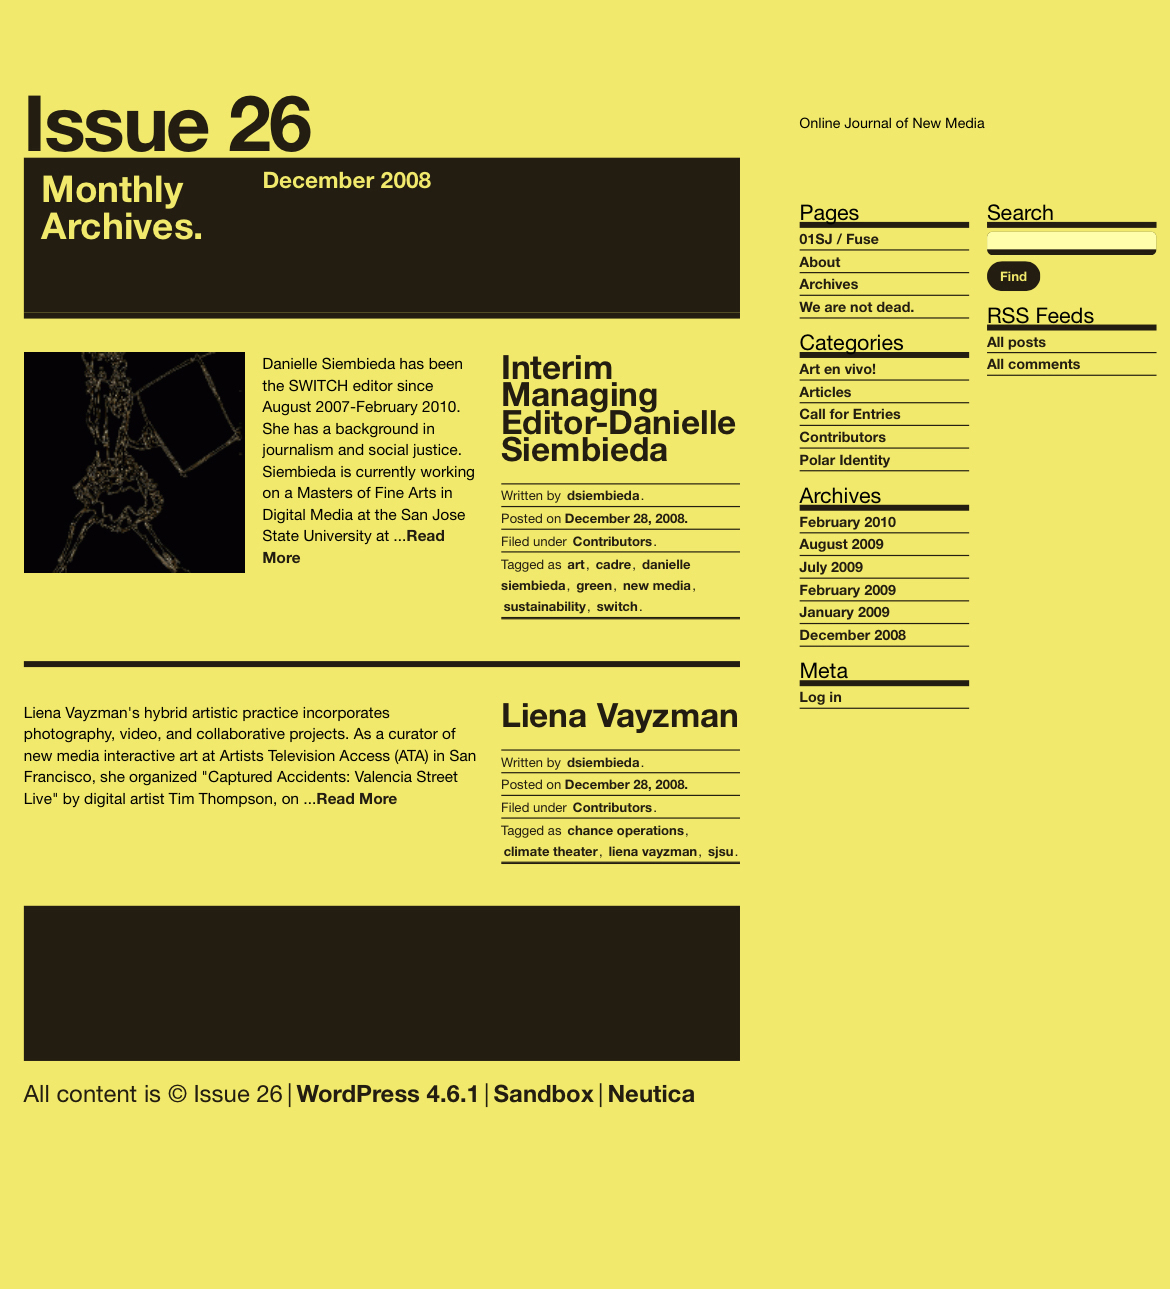 Issue 26
Online Journal of New Media
Monthly
Archives.
December 2008
Danielle Siembieda has been
the SWITCH editor since
August 2007-February 2010.
She has a background in
journalism and social justice.
Siembieda is currently working
on a Masters of Fine Arts in
Digital Media at the San Jose
State University at ...Read
More
Interim
Managing
Editor-Danielle
Siembieda
Written by dsiembieda.
Posted on December 28, 2008.
Filed under Contributors.
Tagged as art, cadre, danielle
siembieda, green, new media,
sustainability, switch.
Liena Vayzman's hybrid artistic practice incorporates
photography, video, and collaborative projects. As a curator of
new media interactive art at Artists Television Access (ATA) in San
Francisco, she organized "Captured Accidents: Valencia Street
Live" by digital artist Tim Thompson, on ...Read More
Liena Vayzman
Written by dsiembieda.
Posted on December 28, 2008.
Filed under Contributors.
Tagged as chance operations,
climate theater, liena vayzman, sjsu.
Pages
01SJ / Fuse
About
Archives
We are not dead.
Categories
Art en vivo!
Articles
Call for Entries
Contributors
Polar Identity
Archives
February 2010
August 2009
July 2009
February 2009
January 2009
December 2008
Meta
Log in
Search
Find
RSS Feeds
All posts
All comments
All content is © Issue 26|WordPress 4.6.1|Sandbox|Neutica